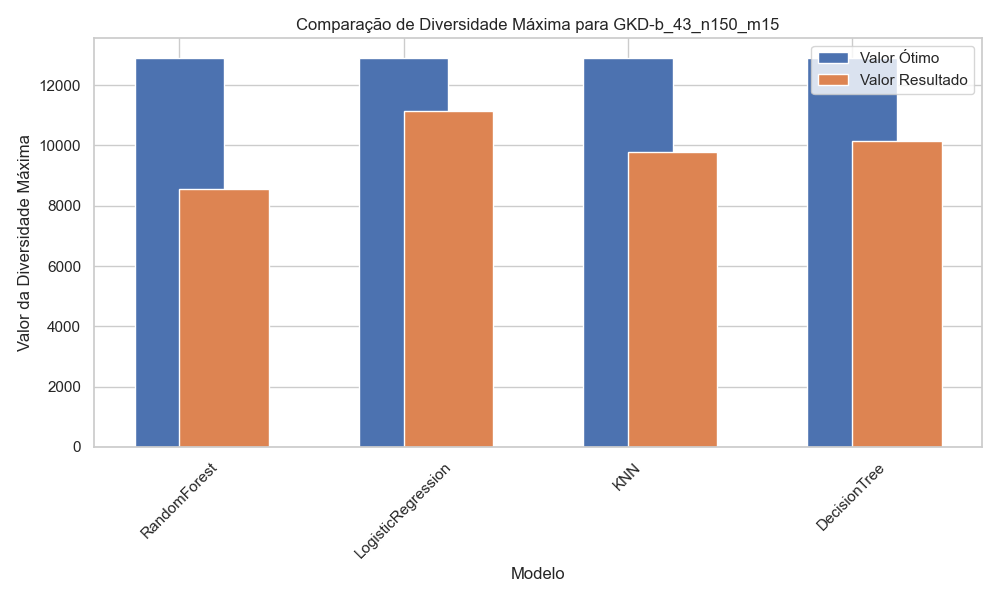 Comparação de Diversidade Máxima para GKD-b_43_n150_m15
Valor Ótimo
Valor Resultado
Valor da Diversidade Máxima
12000
10000
8000
6000
4000
2000
0
RandomForest
LogisticRegression
KNN
DecisionTree
Modelo